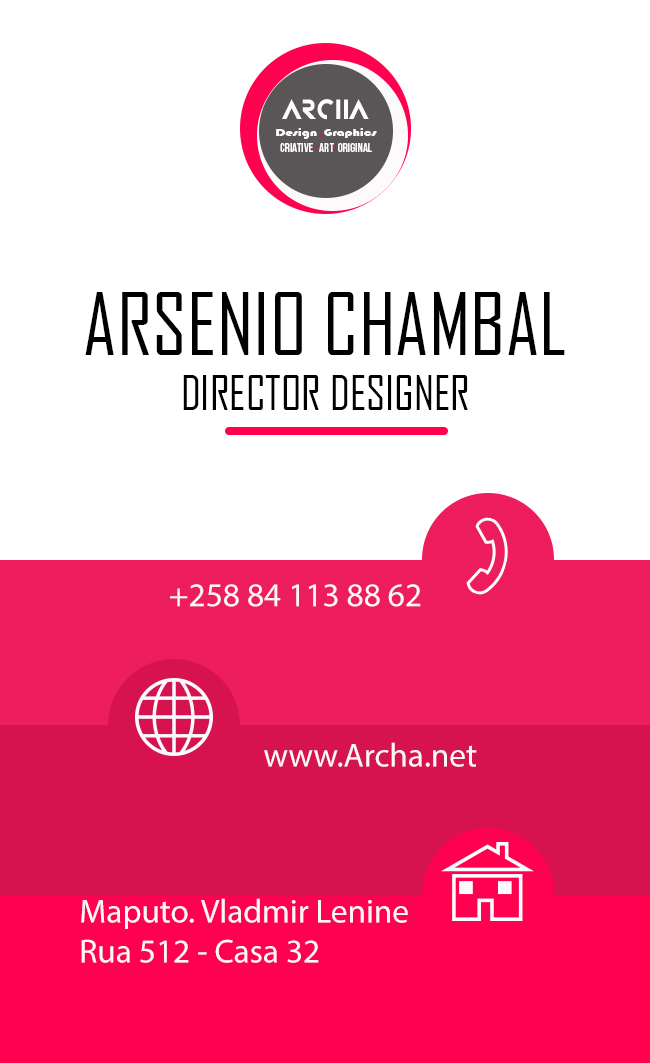 ARCHA
Design Graphics
CRIATIVE ART ORIGINAL
ARSENIO CHAMBAL
DIRECTOR DESIGNER
+258 84 113 88 62
www.Archa.net
Maputo. Vladmir Lenine
Rua 512 - Casa 32